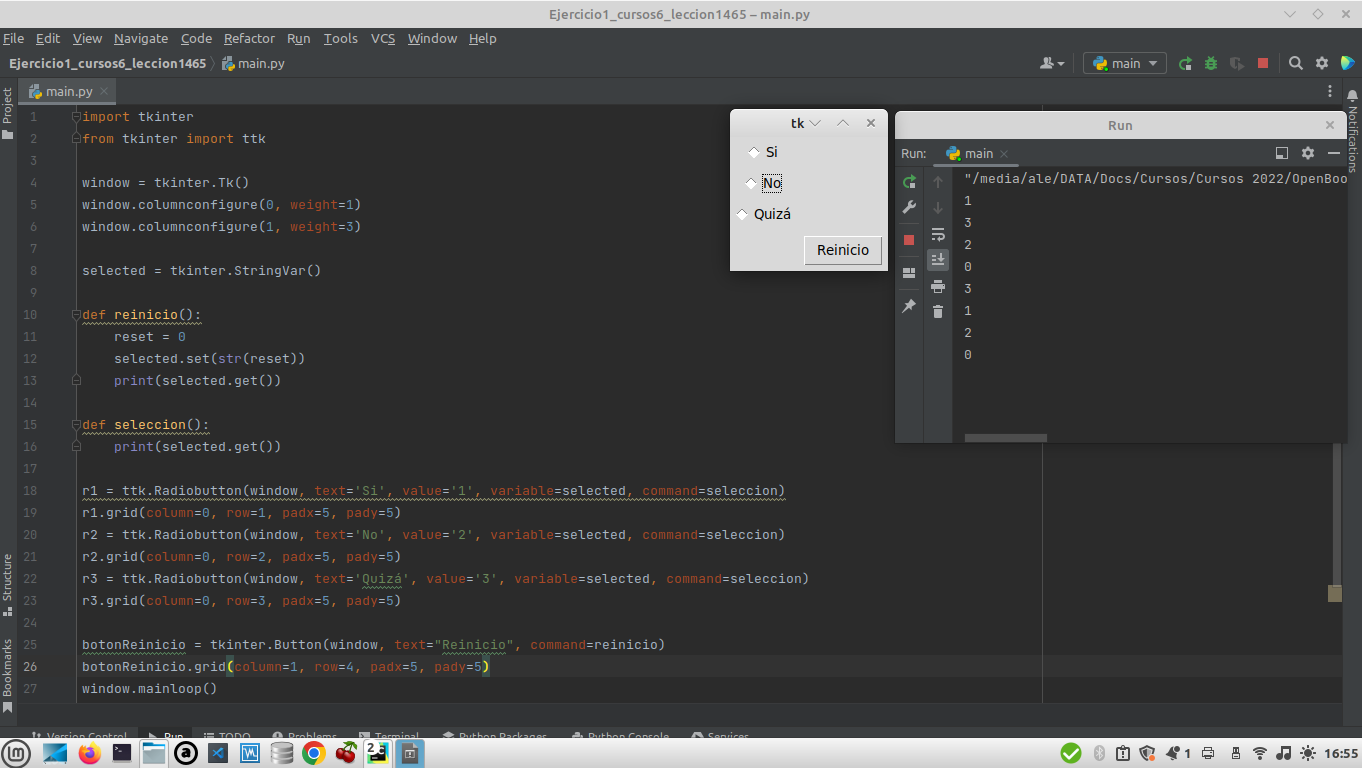 Ejercicio1_cursos6_leccion1465 – main.py
File Edit View Navigate Code Refactor Run Tools VCS Window Help
Ejercicio1_cursos6_leccion1465 main.py
main
Project
main.py
Notifications
1 import tkinter
2 from tkinter import ttk
3
4 window = tkinter.Tk()
5 window.columnconfigure(0, weight=1)
6 window.columnconfigure(1, weight=3)
7
8 selected = tkinter.StringVar()
9
10 def reinicio():
11 reset = 0
12 selected.set(str(reset))
13 print(selected.get())
14
15 def seleccion():
16 print(selected.get())
17
18 r1 = ttk.Radiobutton(window, text='Si', value='1', variable=selected, command=seleccion)
19 r1.grid(column=0, row=1, padx=5, pady=5)
20 r2 = ttk.Radiobutton(window, text='No', value='2', variable=selected, command=seleccion)
21 r2.grid(column=0, row=2, padx=5, pady=5)
22 r3 = ttk.Radiobutton(window, text='Quizá', value='3', variable=selected, command=seleccion)
23 r3.grid(column=0, row=3, padx=5, pady=5)
24
25 botonReinicio = tkinter.Button(window, text="Reinicio", command=reinicio)
26 botonReinicio.grid(column=1, row=4, padx=5, pady=5)
27 window.mainloop()
tk
Si
No
Quizá
Reinicio
Run
Run: main
"/media/ale/DATA/Docs/Cursos/Cursos 2022/OpenBoo
1
3
2
0
3
1
2
0
Structure
Bookmarks
Version Control Run TODO Problems Terminal Python Packages Python Console Services
1 16:55